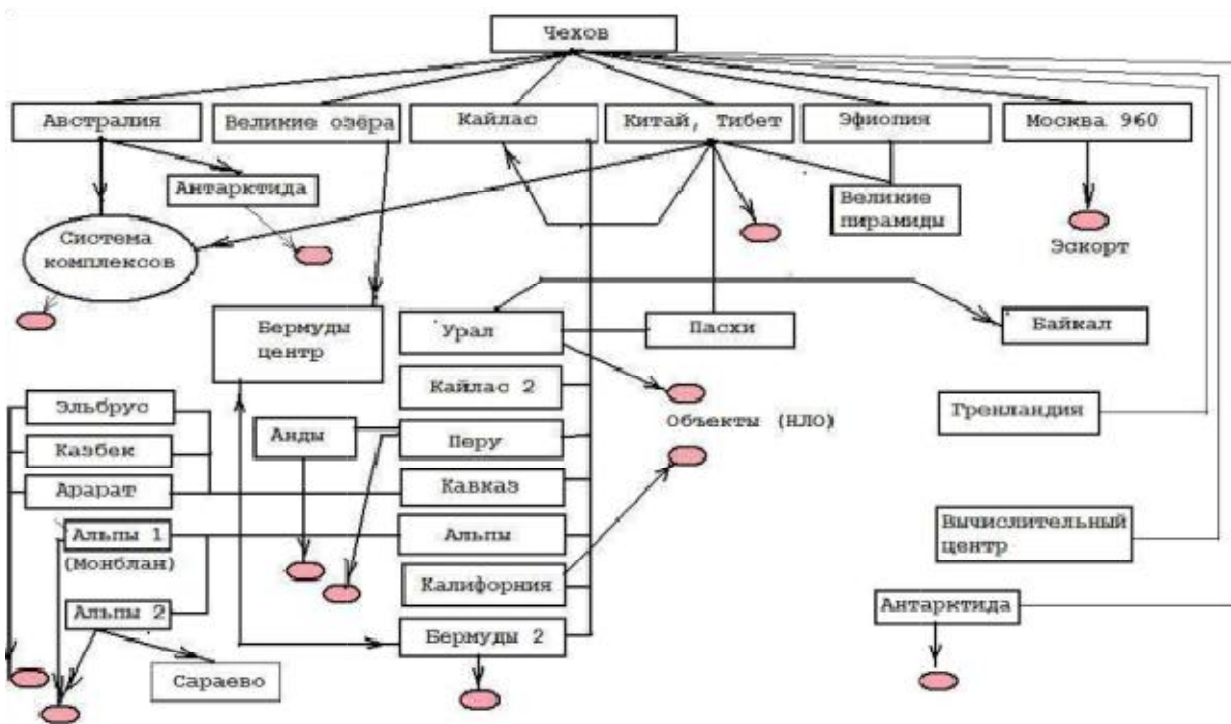 Чехов
Австралия
Великие озёра
Кайлас
Китай, Тибет
Эфиопия
Москва 960
Антарктида
Великие
пирамиды
Система
комплексов
Эскорт
Бермуды
центр
Урал
Пасхи
Байкал
Кайлас 2
Эльбрус
Гренландия
Анды
Перу
Объекты (НЛО)
Казбек
Арарат
Кавказ
Альпы 1
(Монблан)
Альпы
Вычислительный
центр
Калифорния
Альпы 2
Антарктида
Бермуды 2
Сараево